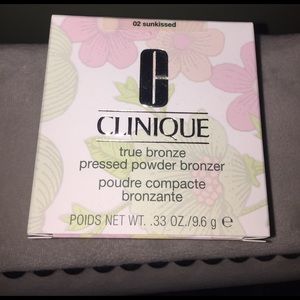 02 sunkissed
C
CLINIQUE
true bronze
pressed powder bronzer
poudre compacte
bronzante
POIDS NET WT. .33 OZ./9.6 g ℮